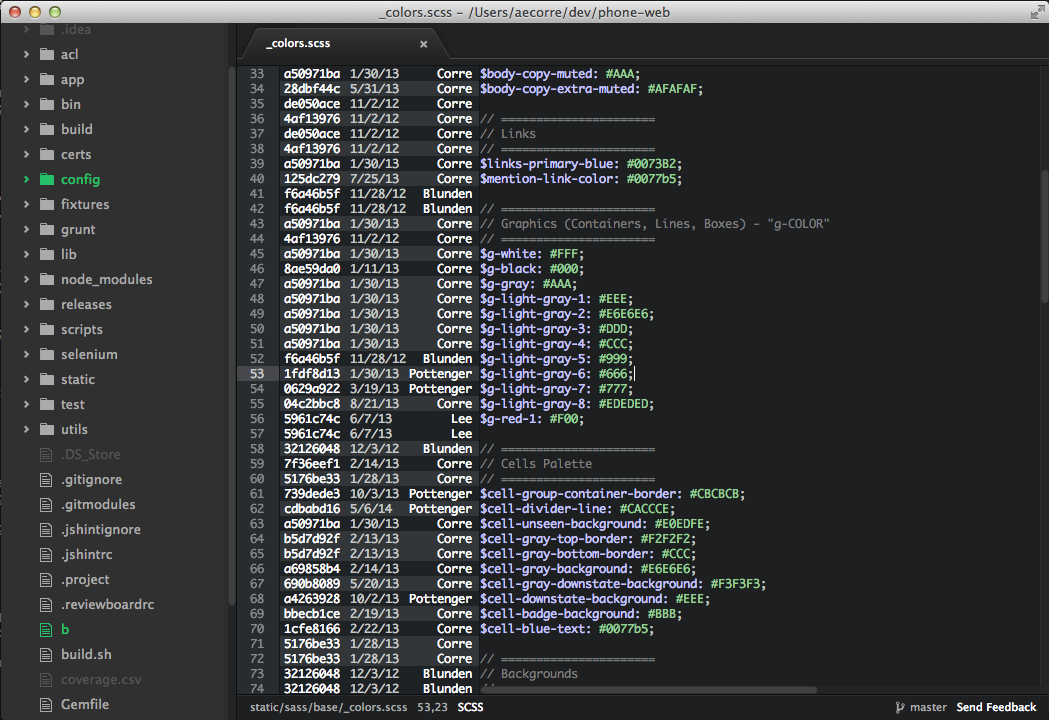 _colors.scss – /Users/aecorre/dev/phone-web
.idea
acl
app
bin
build
certs
config
fixtures
grunt
lib
node_modules
releases
scripts
selenium
static
test
utils
.DS_Store
.gitignore
.gitmodules
.jshintignore
.jshintrc
.project
.reviewboardrc
b
build.sh
coverage.csv
Gemfile
_colors.scss ×
33 a50971ba 1/30/13 Corre $body-copy-muted: #AAA;
34 28dbf44c 5/31/13 Corre $body-copy-extra-muted: #AFAFAF;
35 de050ace 11/2/12 Corre
36 4af13976 11/2/12 Corre // ======================
37 de050ace 11/2/12 Corre // Links
38 4af13976 11/2/12 Corre // ======================
39 a50971ba 1/30/13 Corre $links-primary-blue: #0073B2;
40 125dc279 7/25/13 Corre $mention-link-color: #0077b5;
41 f6a46b5f 11/28/12 Blunden
42 f6a46b5f 11/28/12 Blunden // ======================
43 a50971ba 1/30/13 Corre // Graphics (Containers, Lines, Boxes) - "g-COLOR"
44 4af13976 11/2/12 Corre // ======================
45 a50971ba 1/30/13 Corre $g-white: #FFF;
46 8ae59da0 1/11/13 Corre $g-black: #000;
47 a50971ba 1/30/13 Corre $g-gray: #AAA;
48 a50971ba 1/30/13 Corre $g-light-gray-1: #EEE;
49 a50971ba 1/30/13 Corre $g-light-gray-2: #E6E6E6;
50 a50971ba 1/30/13 Corre $g-light-gray-3: #DDD;
51 a50971ba 1/30/13 Corre $g-light-gray-4: #CCC;
52 f6a46b5f 11/28/12 Blunden $g-light-gray-5: #999;
53 1fdf8d13 1/30/13 Pottenger $g-light-gray-6: #666;
54 0629a922 3/19/13 Pottenger $g-light-gray-7: #777;
55 04c2bbc8 8/21/13 Corre $g-light-gray-8: #EDEDED;
56 5961c74c 6/7/13 Lee $g-red-1: #F00;
57 5961c74c 6/7/13 Lee
58 32126048 12/3/12 Blunden // ======================
59 7f36eef1 2/14/13 Corre // Cells Palette
60 5176be33 1/28/13 Corre // ======================
61 739dede3 10/3/13 Pottenger $cell-group-container-border: #CBCBCB;
62 cdbabd16 5/6/14 Pottenger $cell-divider-line: #CACCCE;
63 a50971ba 1/30/13 Corre $cell-unseen-background: #E0EDFE;
64 b5d7d92f 2/13/13 Corre $cell-gray-top-border: #F2F2F2;
65 b5d7d92f 2/13/13 Corre $cell-gray-bottom-border: #CCC;
66 a69858b4 2/14/13 Corre $cell-gray-background: #E6E6E6;
67 690b8089 5/20/13 Corre $cell-gray-downstate-background: #F3F3F3;
68 a4263928 10/2/13 Pottenger $cell-downstate-background: #EEE;
69 bbecb1ce 2/19/13 Corre $cell-badge-background: #BBB;
70 1cfe8166 2/22/13 Corre $cell-blue-text: #0077b5;
71 5176be33 1/28/13 Corre
72 5176be33 1/28/13 Corre // ======================
73 32126048 12/3/12 Blunden // Backgrounds
74 32126048 12/3/12 Blunden //
static/sass/base/_colors.scss 53,23 SCSS master Send Feedback